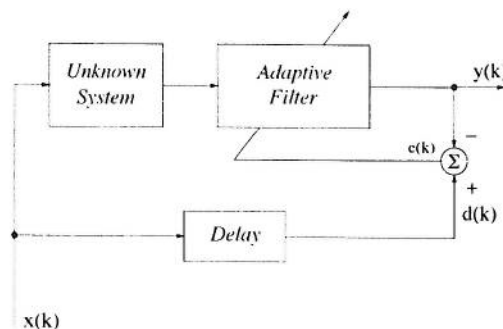 Unknown
System
Adaptive
Filter
y(k)
−
e(k)
Σ
+
d(k)
Delay
x(k)